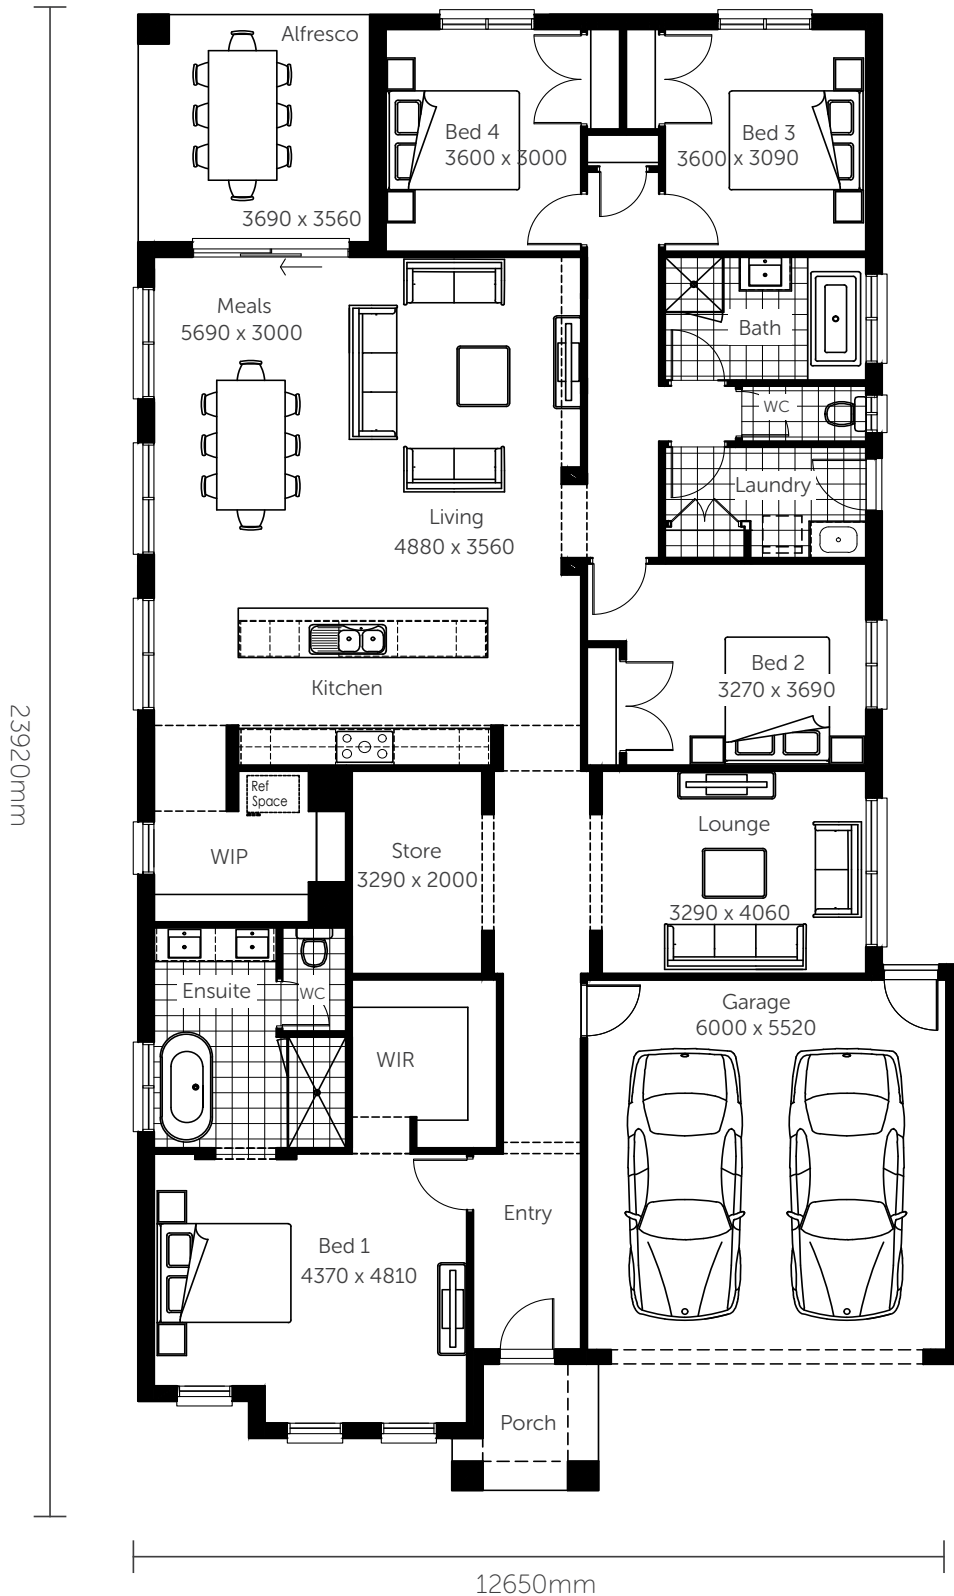 Alfresco
3690 x 3560
Bed 4
3600 x 3000
Bed 3
3600 x 3090
Meals
5690 x 3000
Bath
WC
Laundry
Living
4880 x 3560
Kitchen
Bed 2
3270 x 3690
Ref
Space
WIP
Store
3290 x 2000
Lounge
3290 x 4060
Ensuite
WC
WIR
Garage
6000 x 5520
Entry
Bed 1
4370 x 4810
Porch
23920mm
12650mm